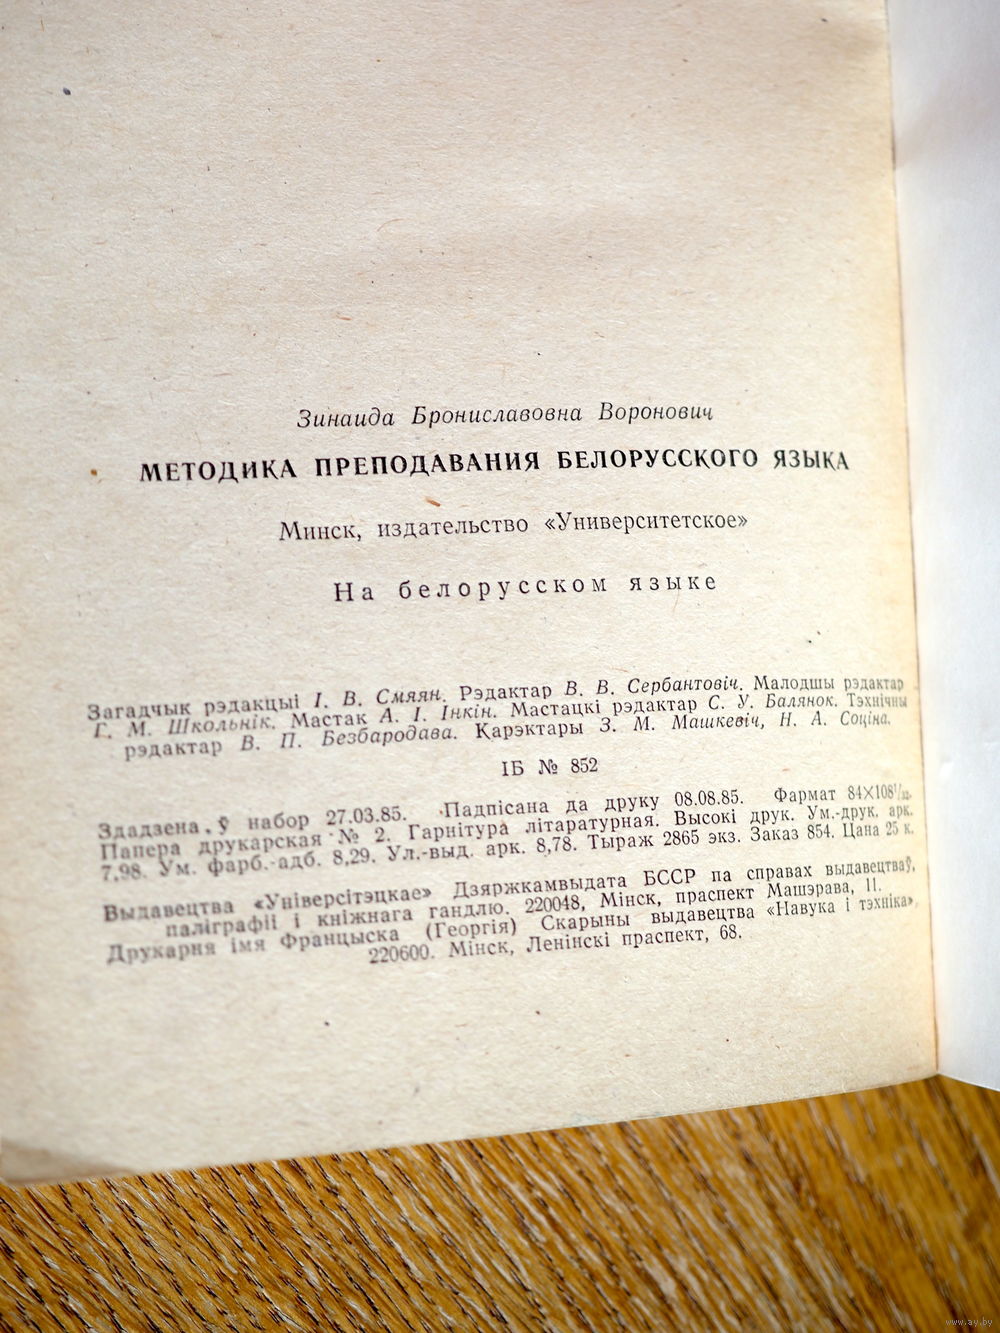 Зинаида Брониславовна Воронович
МЕТОДИКА ПРЕПОДАВАНИЯ БЕЛОРУССКОГО ЯЗЫКА
Минск, издательство «Университетское»
На белорусском языке
Загадчык рэдакцыі І. В. Смяян. Рэдактар В. В. Сербантовіч. Малодшы рэдактар
Г. М. Школьнік. Мастак А. І. Інкін. Мастацкі рэдактар С. У. Балянок. Тэхнічны
рэдактар В. П. Безбародава. Карэктары З. М. Машкевіч, Н. А. Соціна.
ІБ № 852
Здадзена ў набор 27.03.85. Падпісана да друку 08.08.85. Фармат 84×108¹/₃₂.
Папера друкарская № 2. Гарнітура літаратурная. Высокі друк. Ум.-друк. арк.
7,98. Ум. фарб.-адб. 8,29. Ул.-выд. арк. 8,78. Тыраж 2865 экз. Заказ 854. Цана 25 к.
Выдавецтва «Універсітэцкае» Дзяржкамвыдата БССР па справах выдавецтваў,
паліграфіі і кніжнага гандлю. 220048, Мінск, праспект Машэрава, 11.
Друкарня імя Францыска (Георгія) Скарыны выдавецтва «Навука і тэхніка».
220600. Мінск, Ленінскі праспект, 68.
www.ay.by